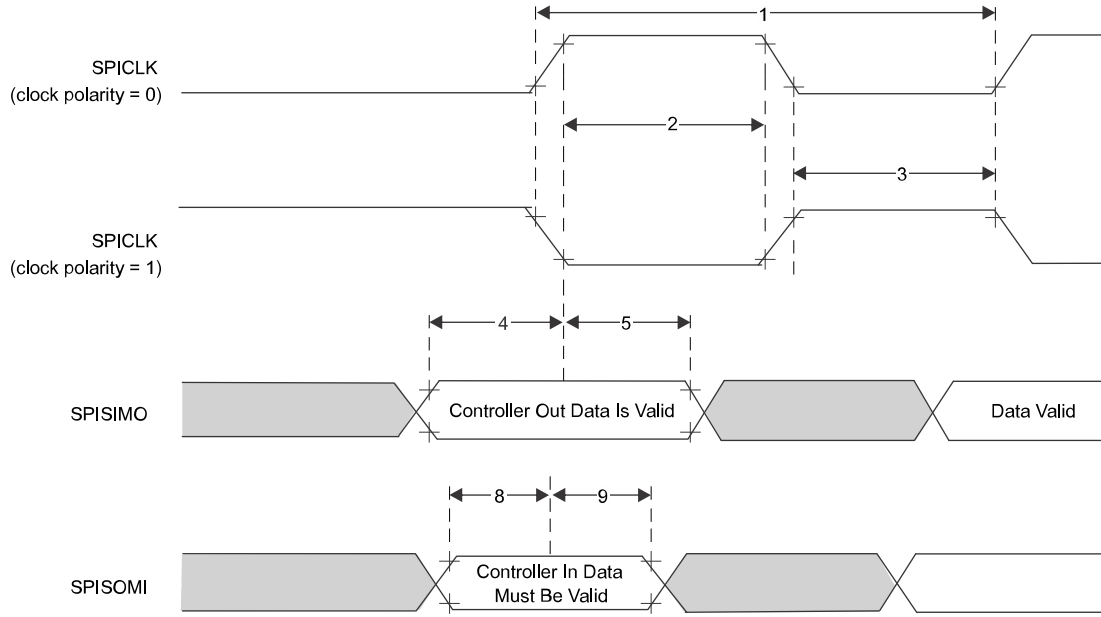 1
SPICLK
(clock polarity = 0)
2
3
SPICLK
(clock polarity = 1)
4
5
SPISIMO
Controller Out Data Is Valid
Data Valid
8
9
SPISOMI
Controller In Data
Must Be Valid